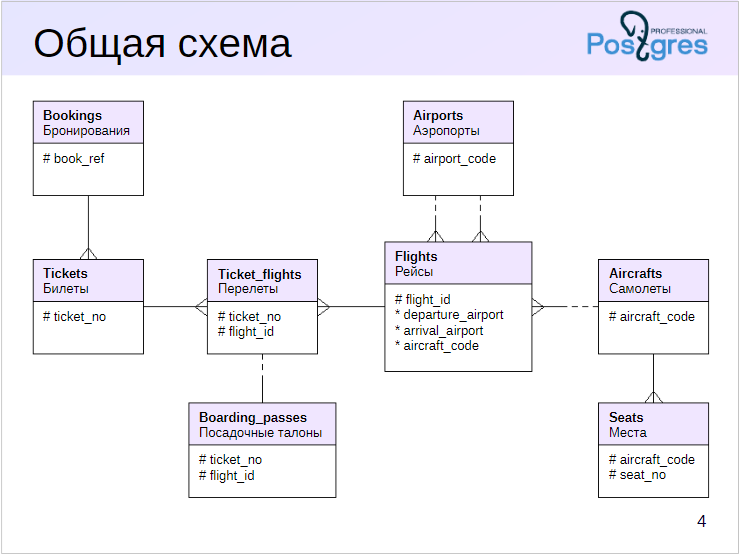 Общая схема
PROFESSIONAL
Postgres
Bookings
Бронирования
# book_ref
Airports
Аэропорты
# airport_code
Tickets
Билеты
# ticket_no
Ticket_flights
Перелеты
# ticket_no
# flight_id
Flights
Рейсы
# flight_id
* departure_airport
* arrival_airport
* aircraft_code
Aircrafts
Самолеты
# aircraft_code
Boarding_passes
Посадочные талоны
# ticket_no
# flight_id
Seats
Места
# aircraft_code
# seat_no
4